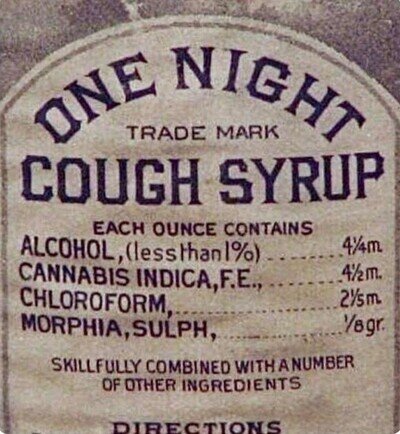 ONE NIGHT
TRADE MARK
COUGH SYRUP
EACH OUNCE CONTAINS
ALCOHOL, (less than 1%) ........ 4¼m.
CANNABIS INDICA, F.E., ........ 4½m.
CHLOROFORM, ................ 2⅕m.
MORPHIA, SULPH, ............ ⅛gr.
SKILLFULLY COMBINED WITH A NUMBER
OF OTHER INGREDIENTS
DIRECTIONS